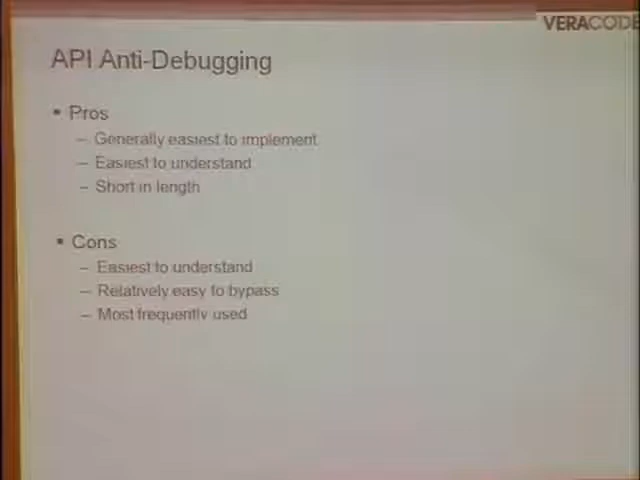 VERACODE
API Anti-Debugging
• Pros
– Generally easiest to implement
– Easiest to understand
– Short in length
• Cons
– Easiest to understand
– Relatively easy to bypass
– Most frequently used